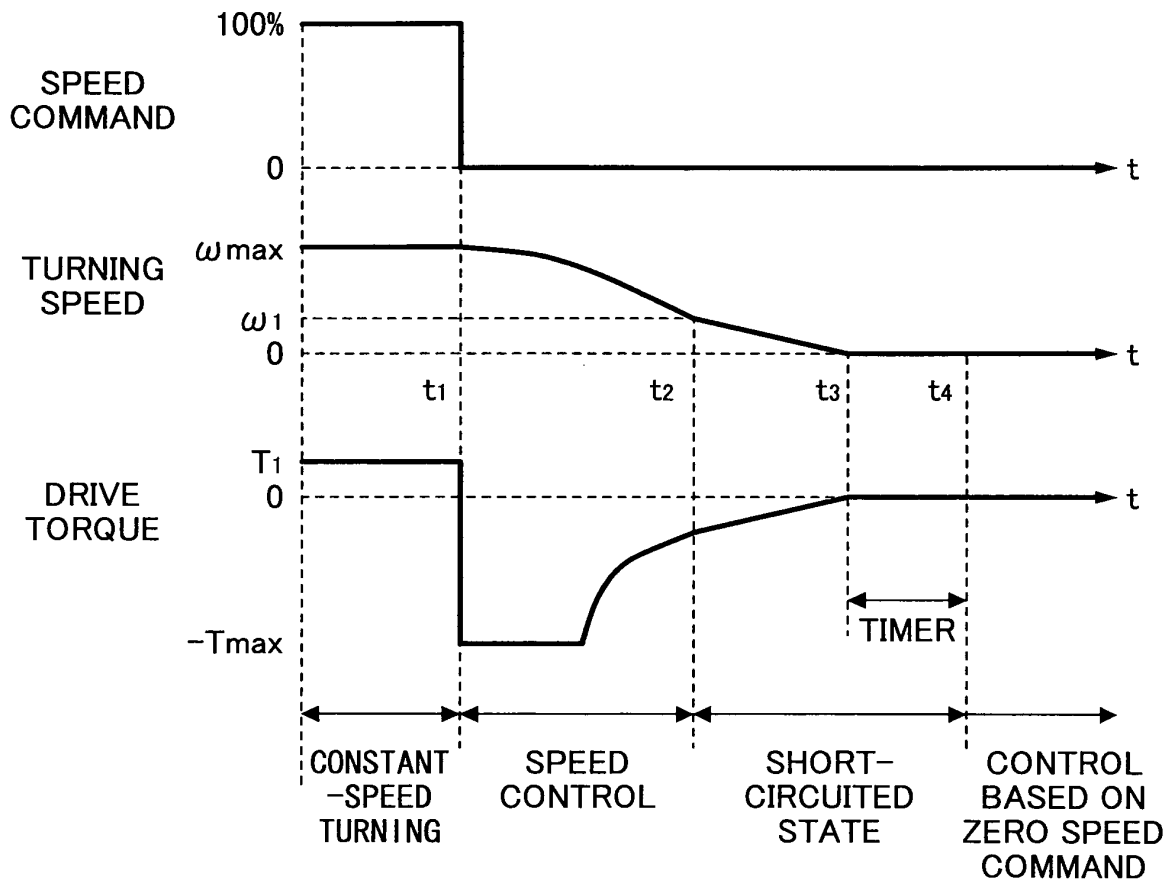 100%
SPEED
COMMAND
0
t
ωmax
TURNING
SPEED
ω1
0
t
t1
t2
t3
t4
T1
0
t
DRIVE
TORQUE
-Tmax
TIMER
CONSTANT
-SPEED
TURNING
SPEED
CONTROL
SHORT-
CIRCUITED
STATE
CONTROL
BASED ON
ZERO SPEED
COMMAND